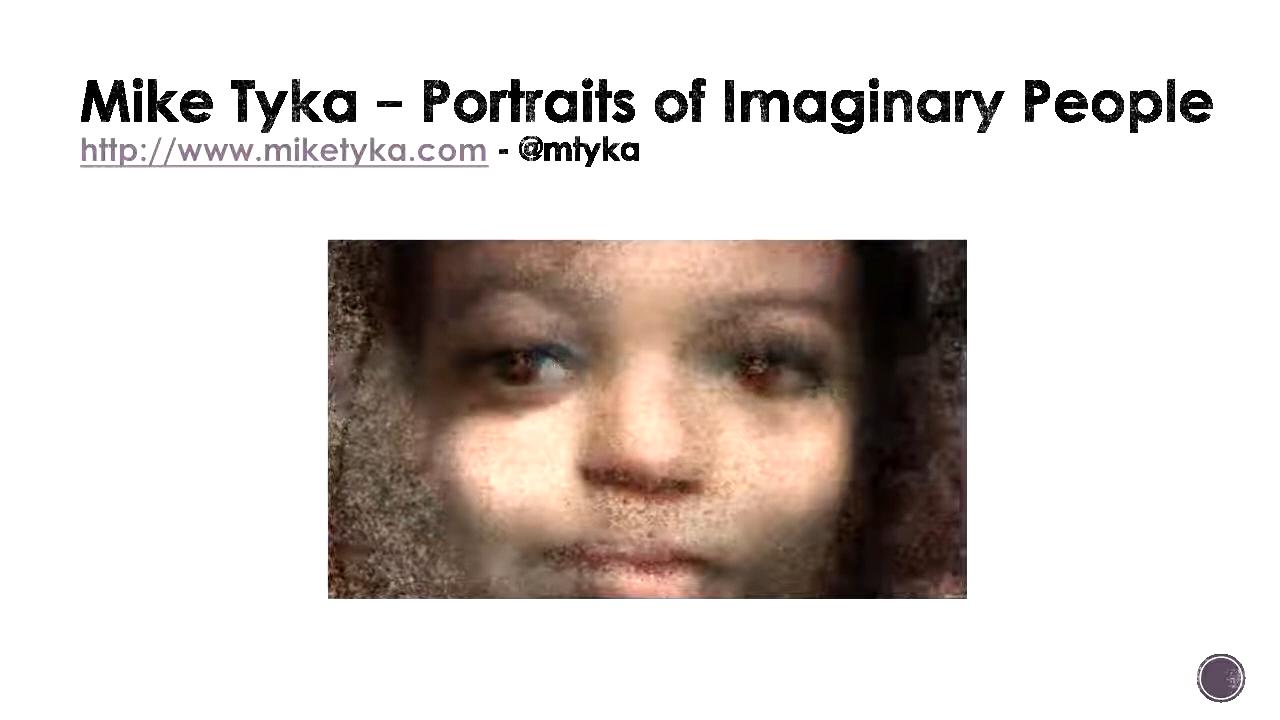 Mike Tyka – Portraits of Imaginary People
http://www.miketyka.com - @mtyka